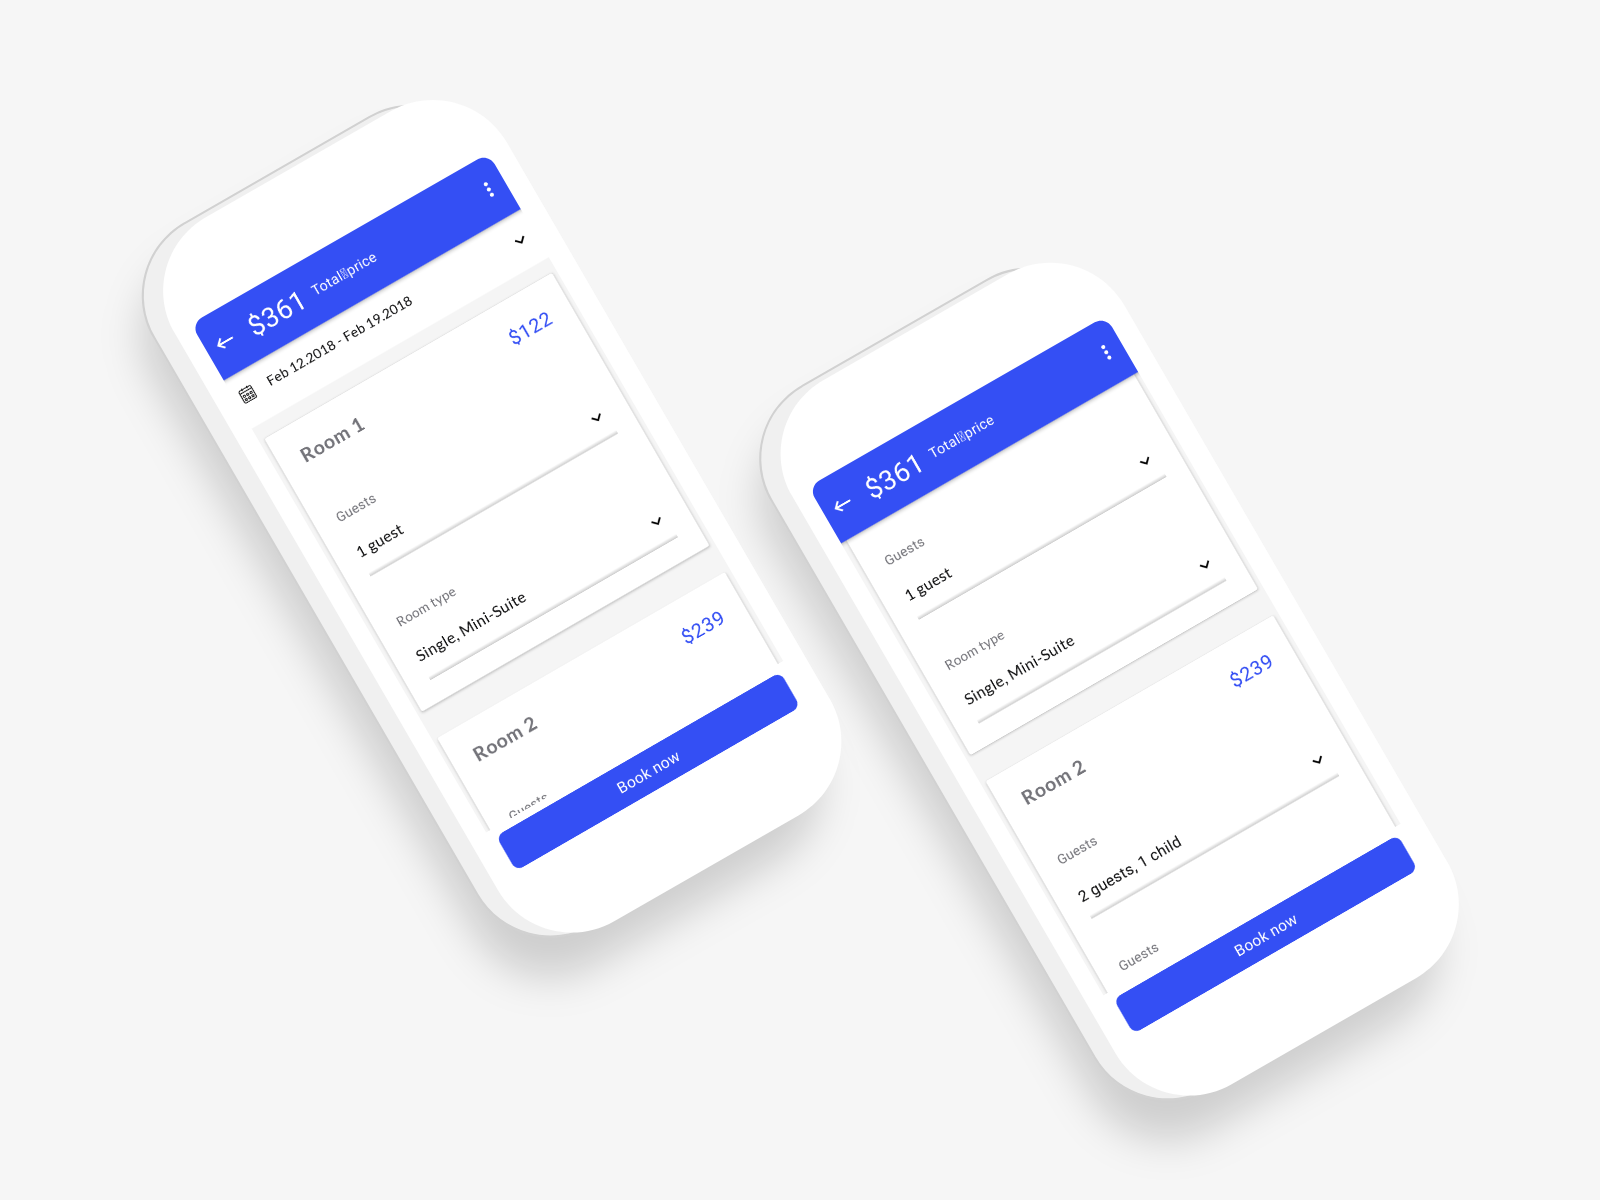 $361 Total price
Feb 12.2018 - Feb 19.2018
Room 1
$122
Guests
1 guest
Room type
Single, Mini-Suite
Room 2
$239
Guests
Book now
$361 Total price
Guests
1 guest
Room type
Single, Mini-Suite
Room 2
$239
Guests
2 guests, 1 child
Guests
Book now